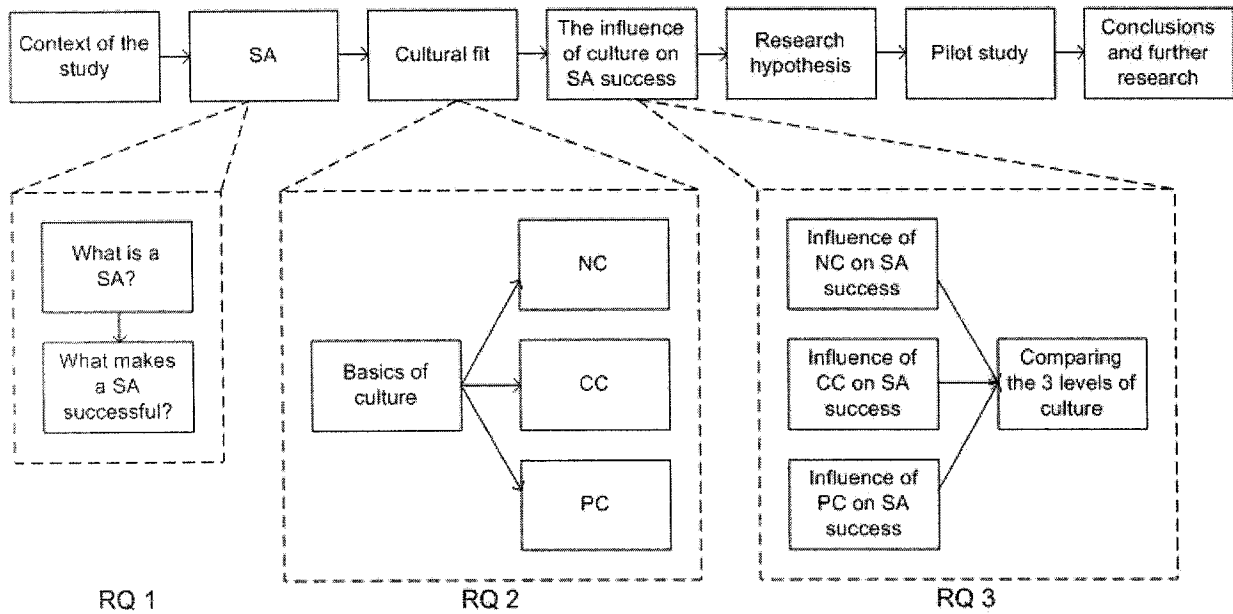 Context of the
study
SA
Cultural fit
The influence
of culture on
SA success
Research
hypothesis
Pilot study
Conclusions
and further
research
What is a
SA?
What makes
a SA
successful?
RQ 1
Basics of
culture
NC
CC
PC
RQ 2
Influence of
NC on SA
success
Influence of
CC on SA
success
Influence of
PC on SA
success
Comparing
the 3 levels of
culture
RQ 3